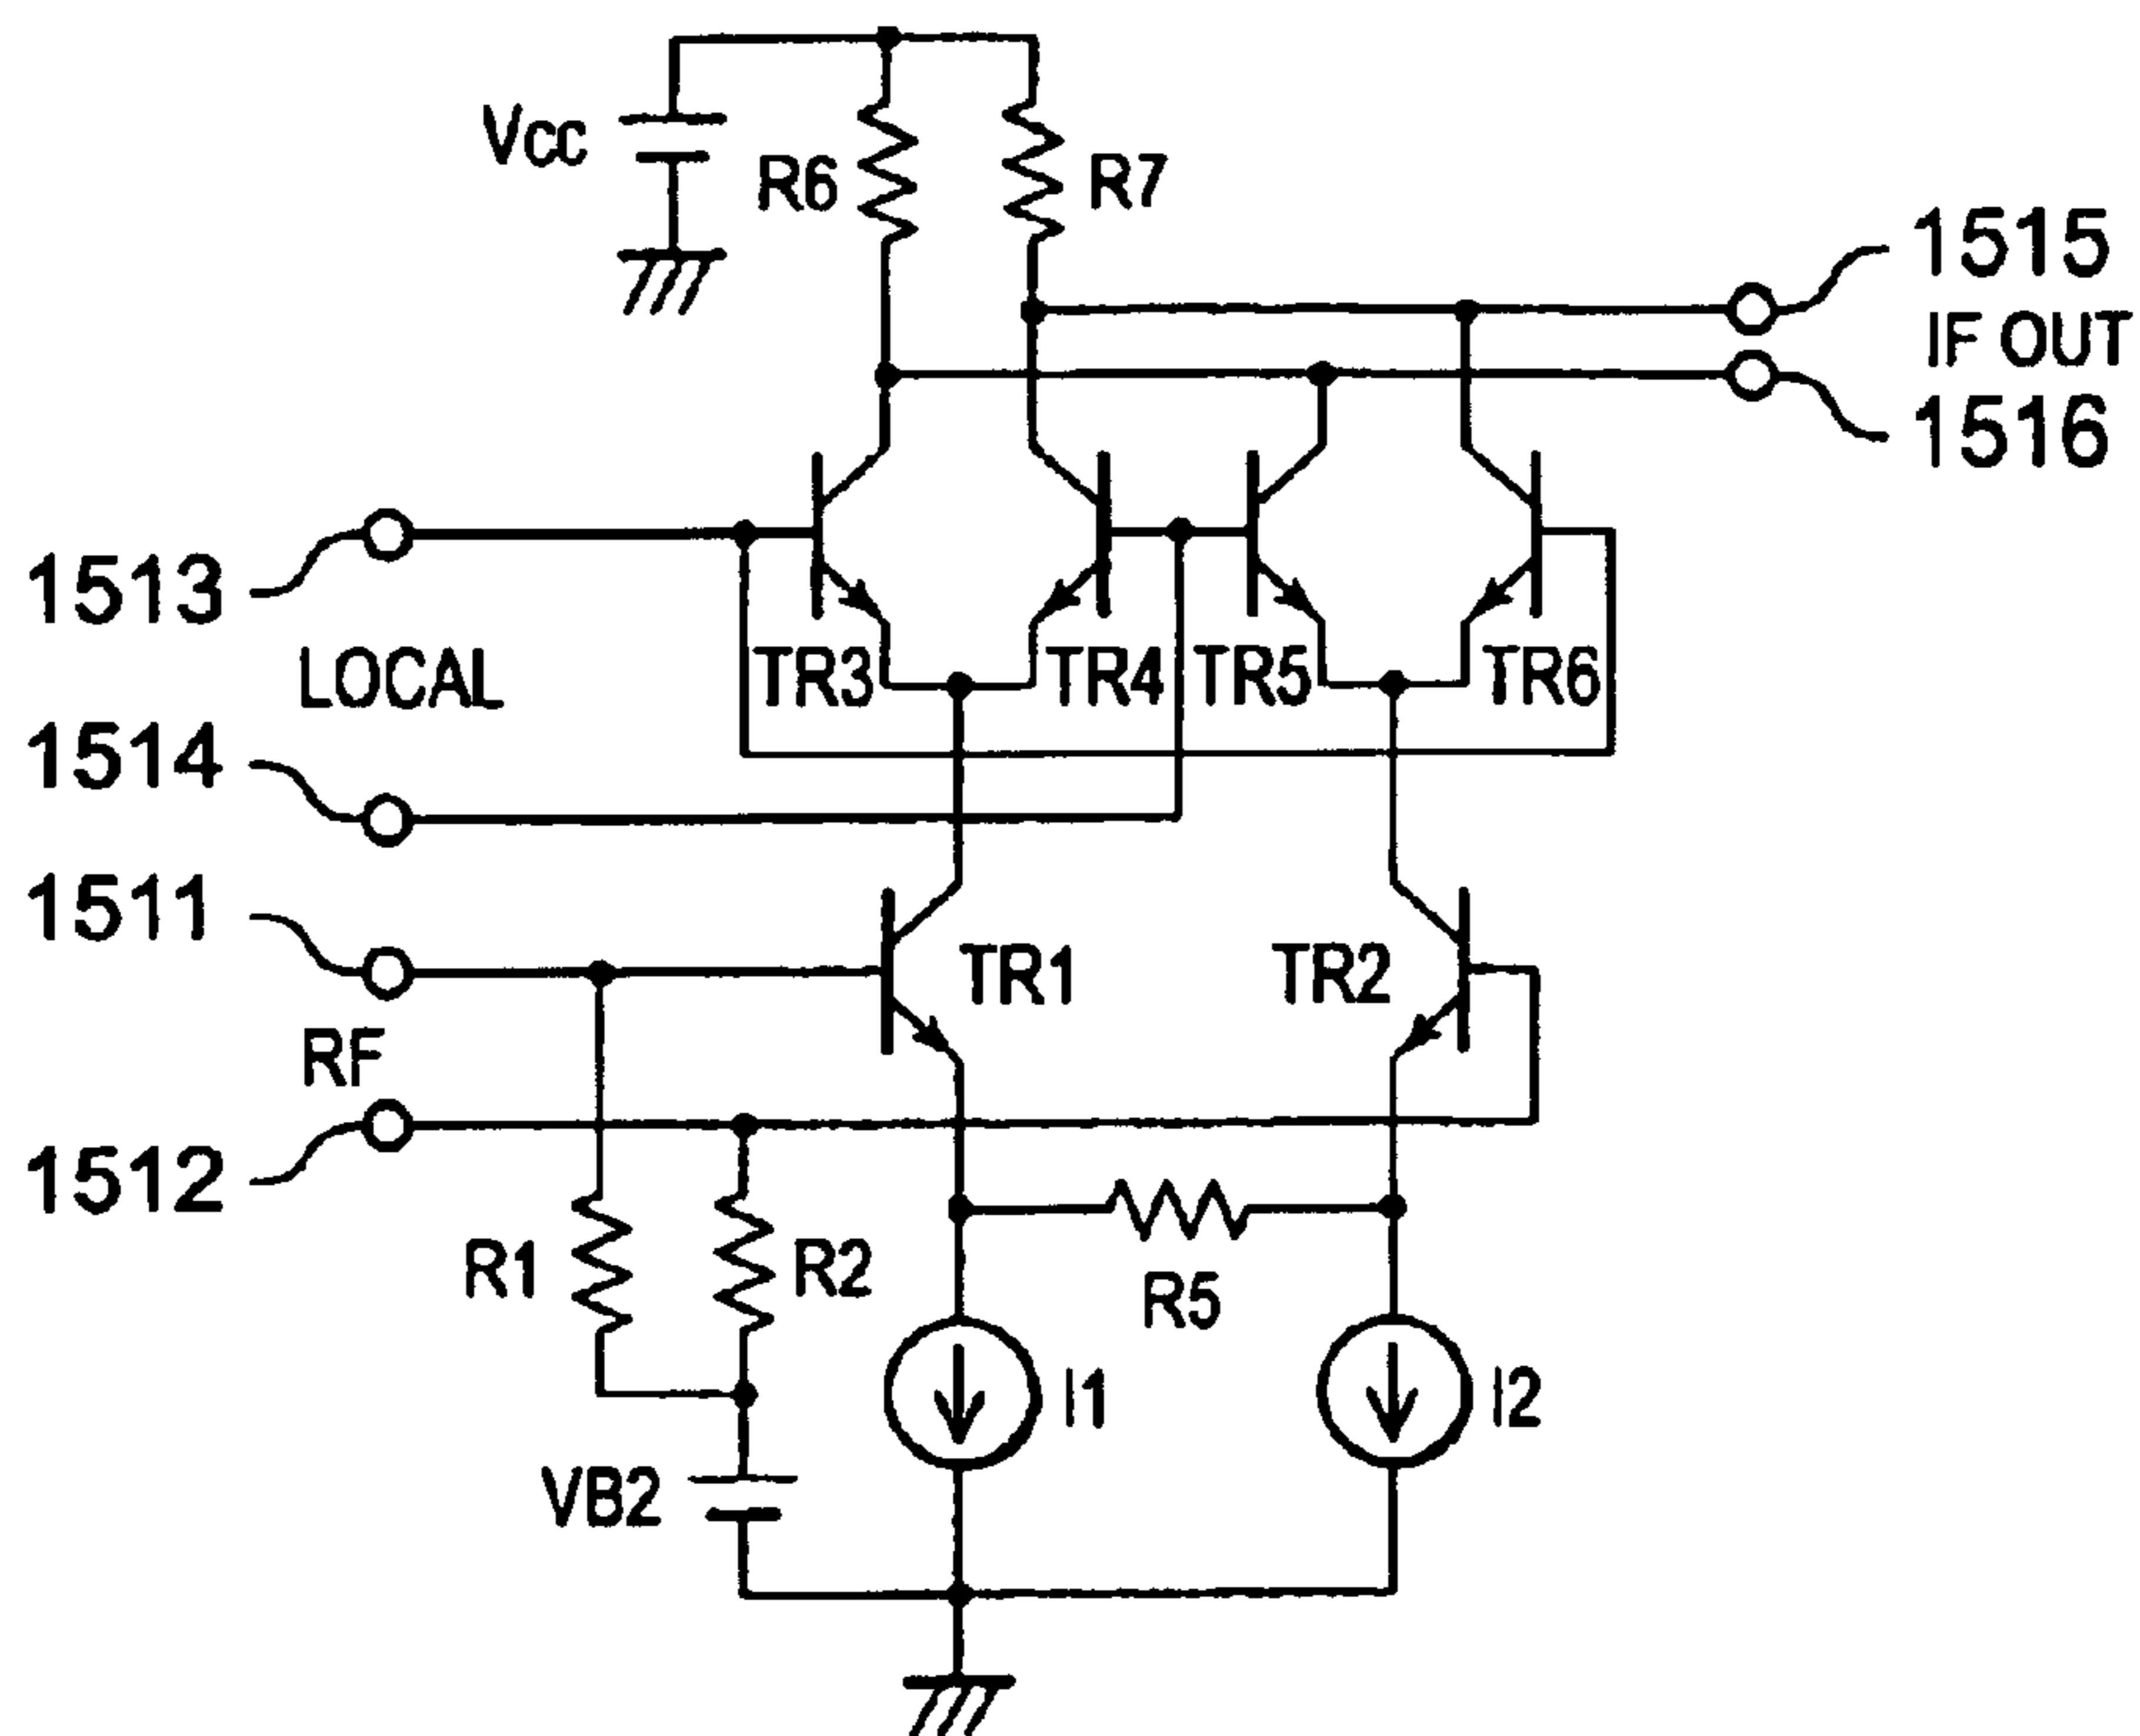 Vcc
R6
R7
1515
IF OUT
1516
1513
LOCAL
TR3
TR4
TR5
TR6
1514
1511
TR1
TR2
RF
1512
R1
R2
R5
I1
I2
VB2